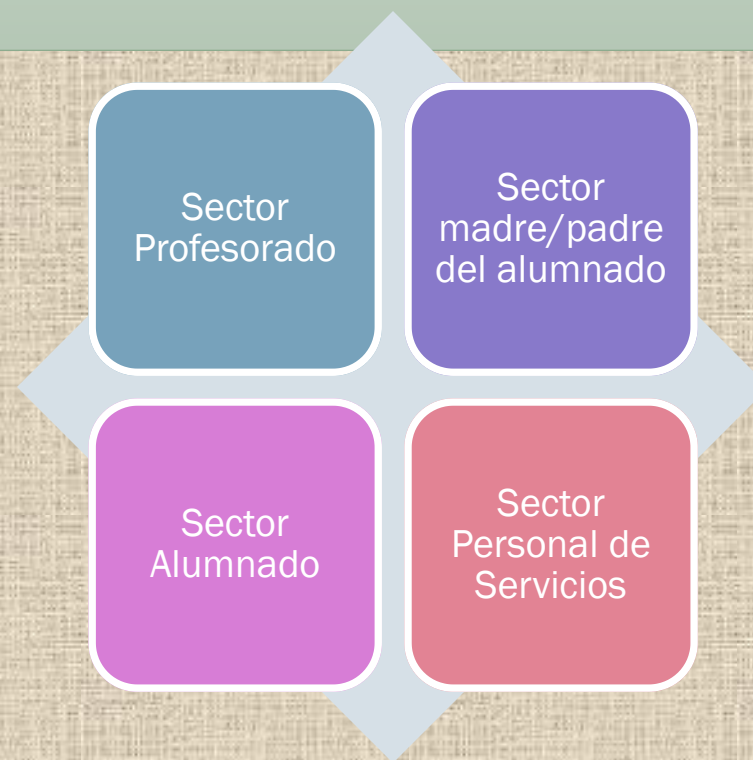 Sector
Profesorado
Sector
madre/padre
del alumnado
Sector
Alumnado
Sector
Personal de
Servicios